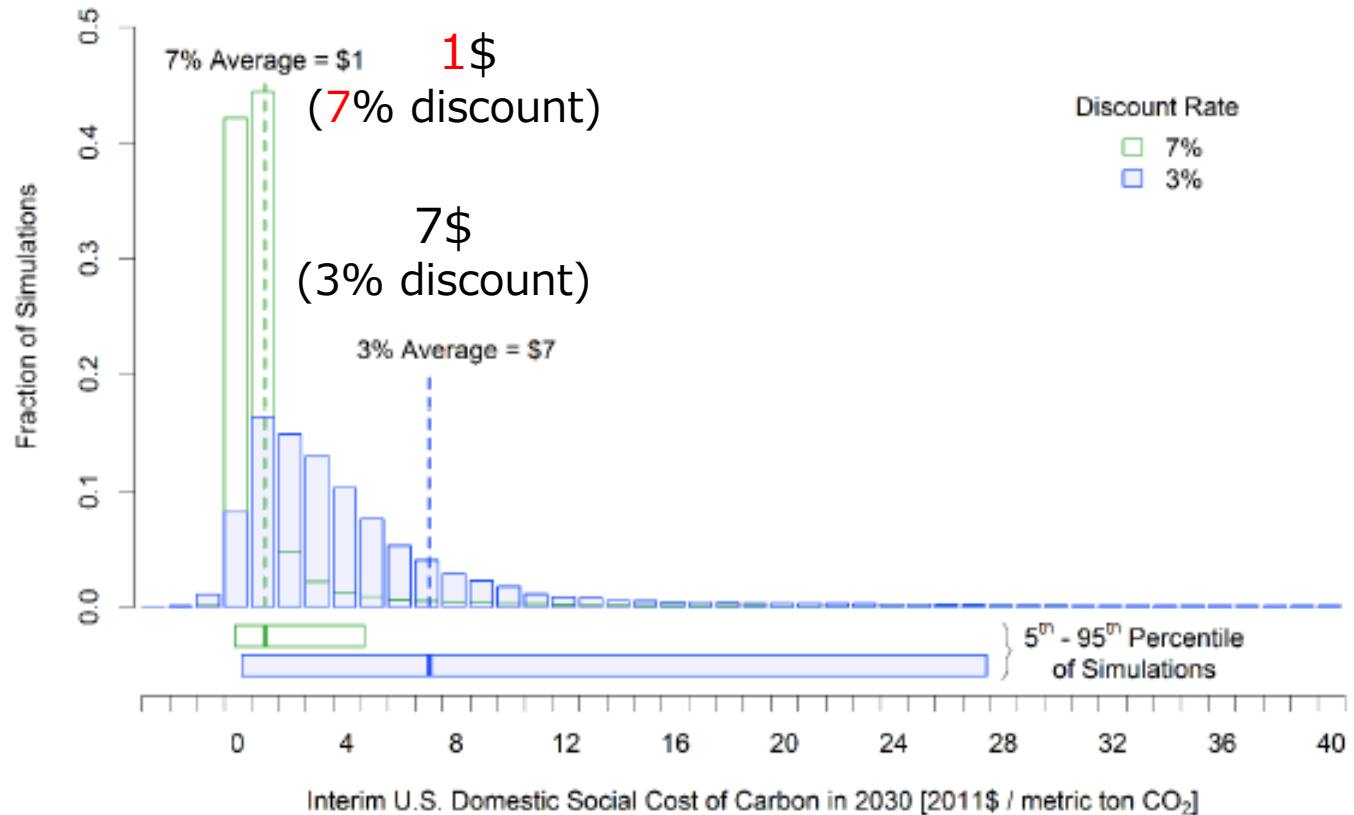 7% Average = $1
1$
(7% discount)
7$
(3% discount)
3% Average = $7
Discount Rate
7%
3%
Fraction of Simulations
0.5
0.4
0.3
0.2
0.1
0.0
5th - 95th Percentile
of Simulations
0 4 8 12 16 20 24 28 32 36 40
Interim U.S. Domestic Social Cost of Carbon in 2030 [2011$ / metric ton CO₂]